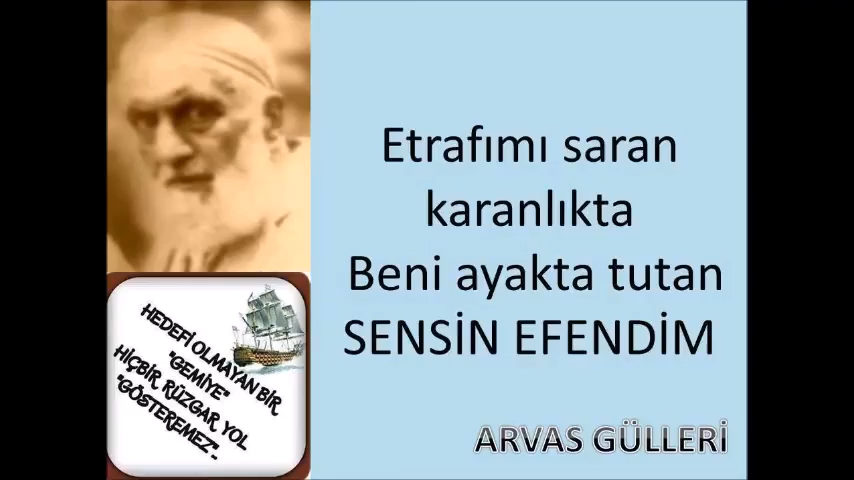 Etrafımı saran
karanlıkta
Beni ayakta tutan
SENSİN EFENDİM
ARVAS GÜLLERİ
HEDEFİ OLMAYAN BİR
"GEMİYE"
HİÇBİR RÜZGAR YOL
"GÖSTEREMEZ"..